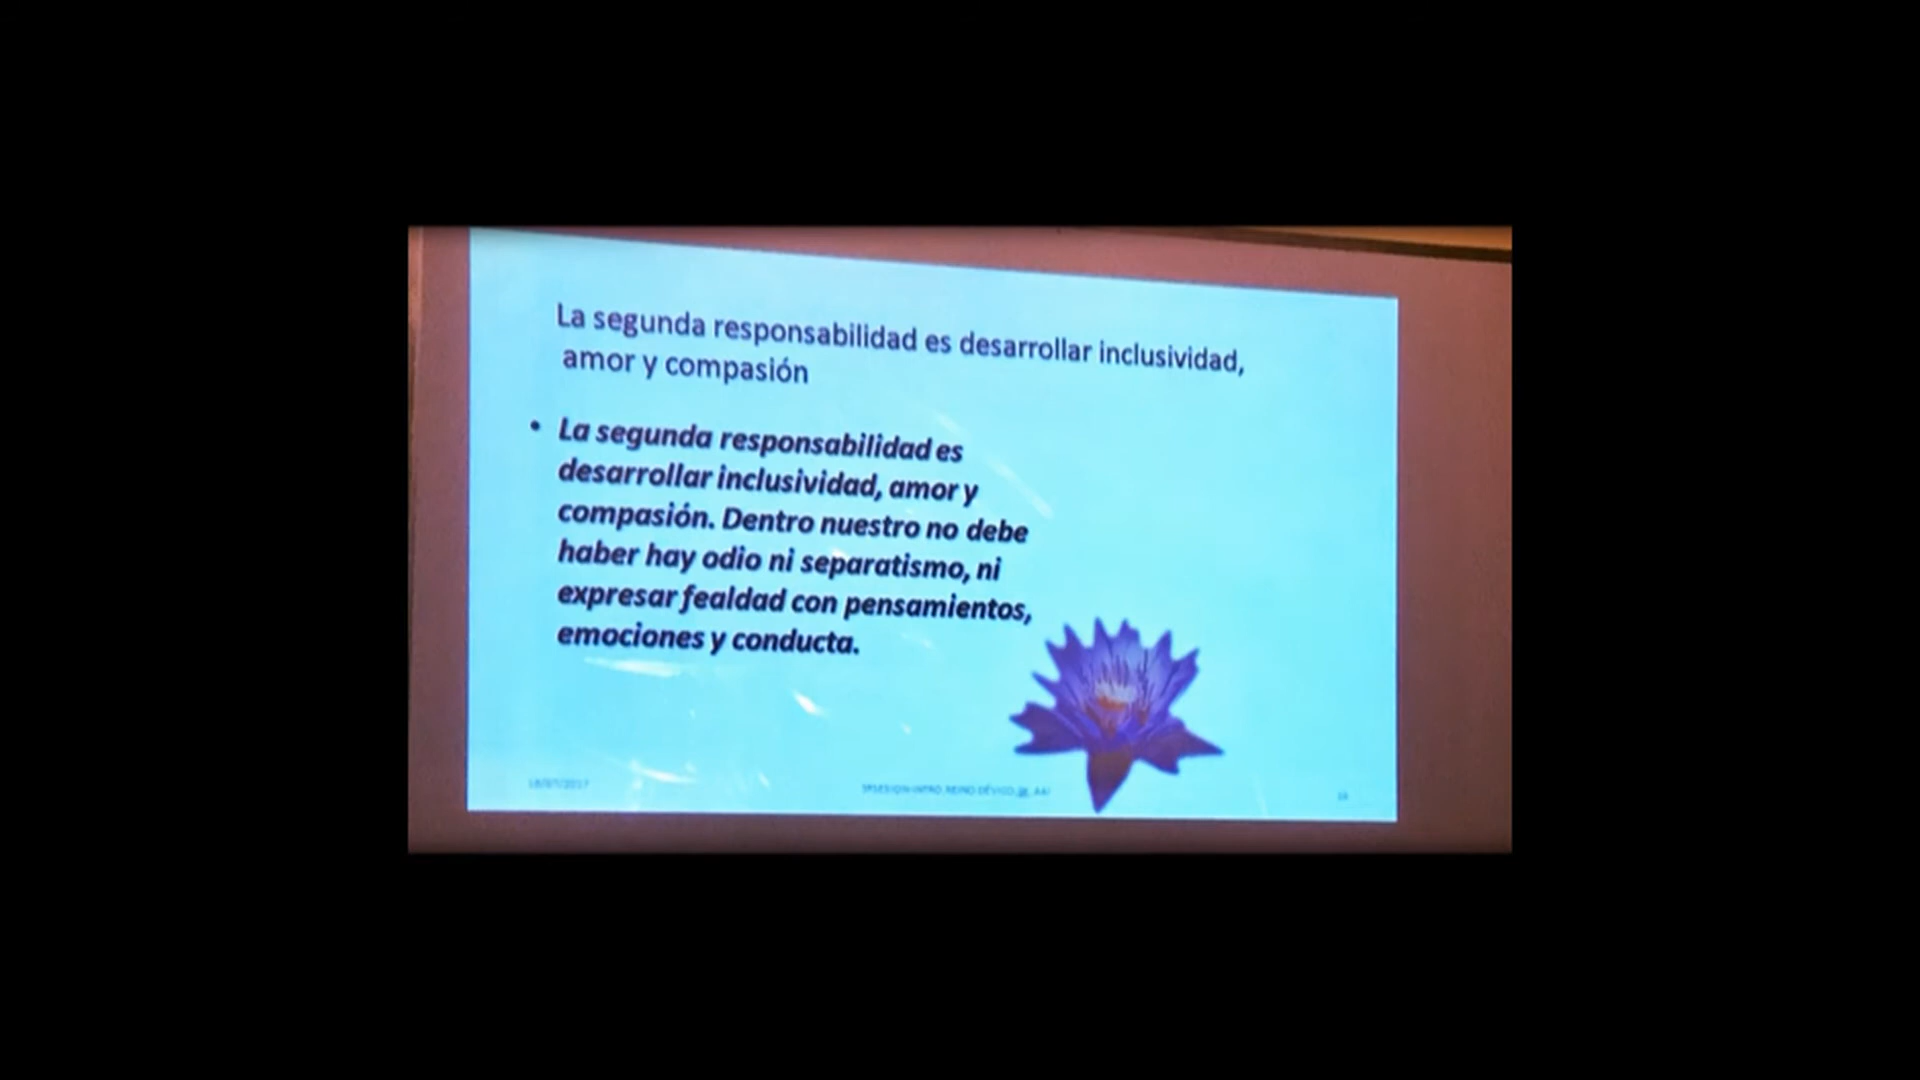 La segunda responsabilidad es desarrollar inclusividad,
amor y compasión
• La segunda responsabilidad es
desarrollar inclusividad, amor y
compasión. Dentro nuestro no debe
haber hay odio ni separatismo, ni
expresar fealdad con pensamientos,
emociones y conducta.